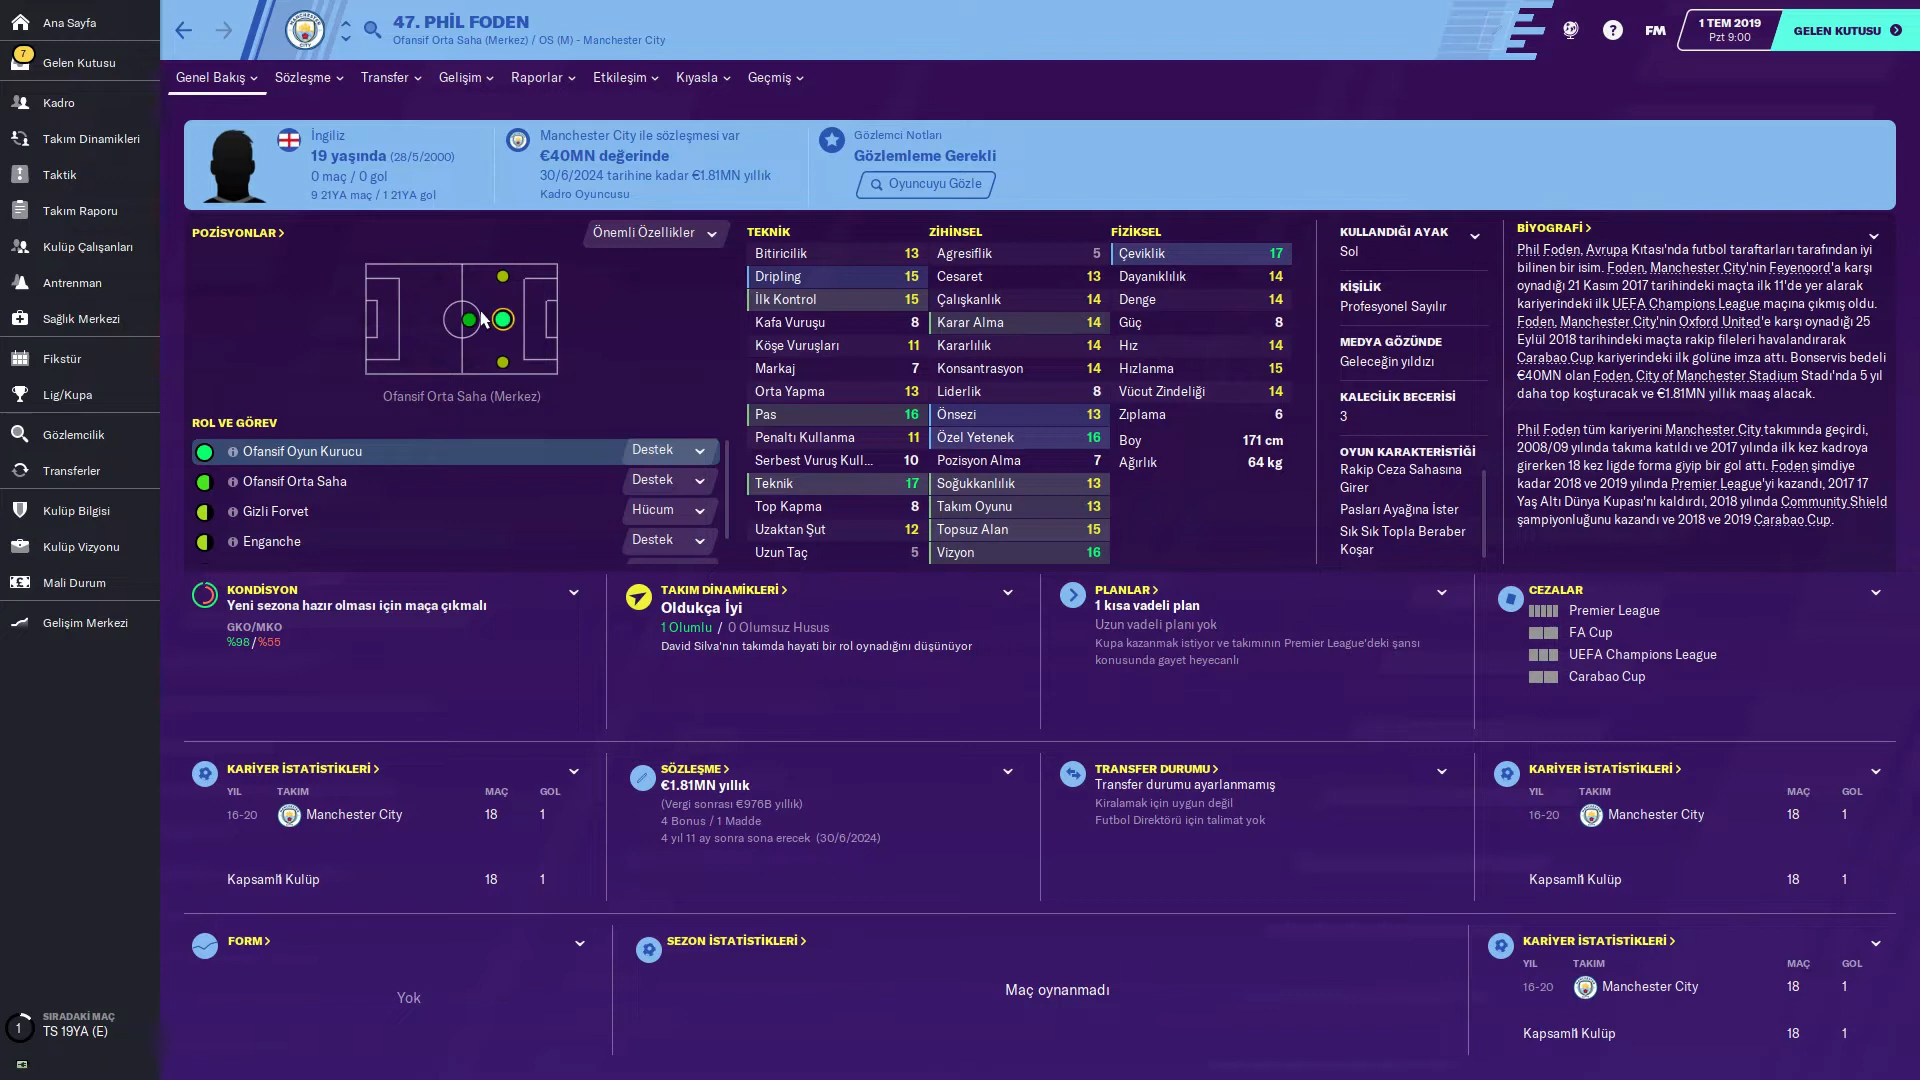 47. PHİL FODEN
Ofansif Orta Saha (Merkez) / OS (M) - Manchester City
FM
1 TEM 2019
Pzt 9:00
GELEN KUTUSU
Ana Sayfa
7
Gelen Kutusu
Kadro
Takım Dinamikleri
Taktik
Takım Raporu
Kulüp Çalışanları
Antrenman
Sağlık Merkezi
Fikstür
Lig/Kupa
Gözlemcilik
Transferler
Kulüp Bilgisi
Kulüp Vizyonu
Mali Durum
Gelişim Merkezi
1
SIRADAKİ MAÇ
TS 19YA (E)
Genel Bakış Sözleşme Transfer Gelişim Raporlar Etkileşim Kıyasla Geçmiş
İngiliz
19 yaşında (28/5/2000)
0 maç / 0 gol
9 21YA maç / 1 21YA gol
Manchester City ile sözleşmesi var
€40MN değerinde
30/6/2024 tarihine kadar €1.81MN yıllık
Kadro Oyuncusu
Gözlemci Notları
Gözlemleme Gerekli
Oyuncuyu Gözle
POZİSYONLAR
Önemli Özellikler
Ofansif Orta Saha (Merkez)
ROL VE GÖREV
Ofansif Oyun Kurucu Destek
Ofansif Orta Saha Destek
Gizli Forvet Hücum
Enganche Destek
TEKNİK
Bitiricilik 13
Dripling 15
İlk Kontrol 15
Kafa Vuruşu 8
Köşe Vuruşları 11
Markaj 7
Orta Yapma 13
Pas 16
Penaltı Kullanma 11
Serbest Vuruş Kull... 10
Teknik 17
Top Kapma 8
Uzaktan Şut 12
Uzun Taç 5
ZİHİNSEL
Agresiflik 5
Cesaret 13
Çalışkanlık 14
Karar Alma 14
Kararlılık 14
Konsantrasyon 14
Liderlik 8
Önsezi 13
Özel Yetenek 16
Pozisyon Alma 7
Soğukkanlılık 13
Takım Oyunu 13
Topsuz Alan 15
Vizyon 16
FİZİKSEL
Çeviklik 17
Dayanıklılık 14
Denge 14
Güç 8
Hız 14
Hızlanma 15
Vücut Zindeliği 14
Zıplama 6
Boy 171 cm
Ağırlık 64 kg
KULLANDIĞI AYAK
Sol
KİŞİLİK
Profesyonel Sayılır
MEDYA GÖZÜNDE
Geleceğin yıldızı
KALECİLİK BECERİSİ
3
OYUN KARAKTERİSTİĞİ
Rakip Ceza Sahasına
Girer
Pasları Ayağına İster
Sık Sık Topla Beraber
Koşar
BİYOGRAFİ
Phil Foden, Avrupa Kıtası'nda futbol taraftarları tarafından iyi
bilinen bir isim. Foden, Manchester City'nin Feyenoord'a karşı
oynadığı 21 Kasım 2017 tarihindeki maçta ilk 11'de yer alarak
kariyerindeki ilk UEFA Champions League maçına çıkmış oldu.
Foden, Manchester City'nin Oxford United'e karşı oynadığı 25
Eylül 2018 tarihindeki maçta rakip fileleri havalandırarak
Carabao Cup kariyerindeki ilk golüne imza attı. Bonservis bedeli
€40MN olan Foden, City of Manchester Stadium Stadı'nda 5 yıl
daha top koşturacak ve €1.81MN yıllık maaş alacak.
Phil Foden tüm kariyerini Manchester City takımında geçirdi,
2008/09 yılında takıma katıldı ve 2017 yılında ilk kez kadroya
girerken 18 kez ligde forma giyip bir gol attı. Foden şimdiye
kadar 2018 ve 2019 yılında Premier League'yi kazandı, 2017 17
Yaş Altı Dünya Kupası'nı kaldırdı, 2018 yılında Community Shield
şampiyonluğunu kazandı ve 2018 ve 2019 Carabao Cup.
KONDİSYON
Yeni sezona hazır olması için maça çıkmalı
GKO/MKO
%98/%55
TAKIM DİNAMİKLERİ
Oldukça İyi
1 Olumlu / 0 Olumsuz Husus
David Silva'nın takımda hayati bir rol oynadığını düşünüyor
PLANLAR
1 kısa vadeli plan
Uzun vadeli planı yok
Kupa kazanmak istiyor ve takımının Premier League'deki şansı
konusunda gayet heyecanlı
CEZALAR
Premier League
FA Cup
UEFA Champions League
Carabao Cup
KARİYER İSTATİSTİKLERİ
YIL TAKIM MAÇ GOL
16-20 Manchester City 18 1
Kapsamlı Kulüp 18 1
SÖZLEŞME
€1.81MN yıllık
(Vergi sonrası €976B yıllık)
4 Bonus / 1 Madde
4 yıl 11 ay sonra sona erecek (30/6/2024)
TRANSFER DURUMU
Transfer durumu ayarlanmamış
Kiralamak için uygun değil
Futbol Direktörü için talimat yok
KARİYER İSTATİSTİKLERİ
YIL TAKIM MAÇ GOL
16-20 Manchester City 18 1
Kapsamlı Kulüp 18 1
FORM
Yok
SEZON İSTATİSTİKLERİ
Maç oynanmadı
KARİYER İSTATİSTİKLERİ
YIL TAKIM MAÇ GOL
16-20 Manchester City 18 1
Kapsamlı Kulüp 18 1